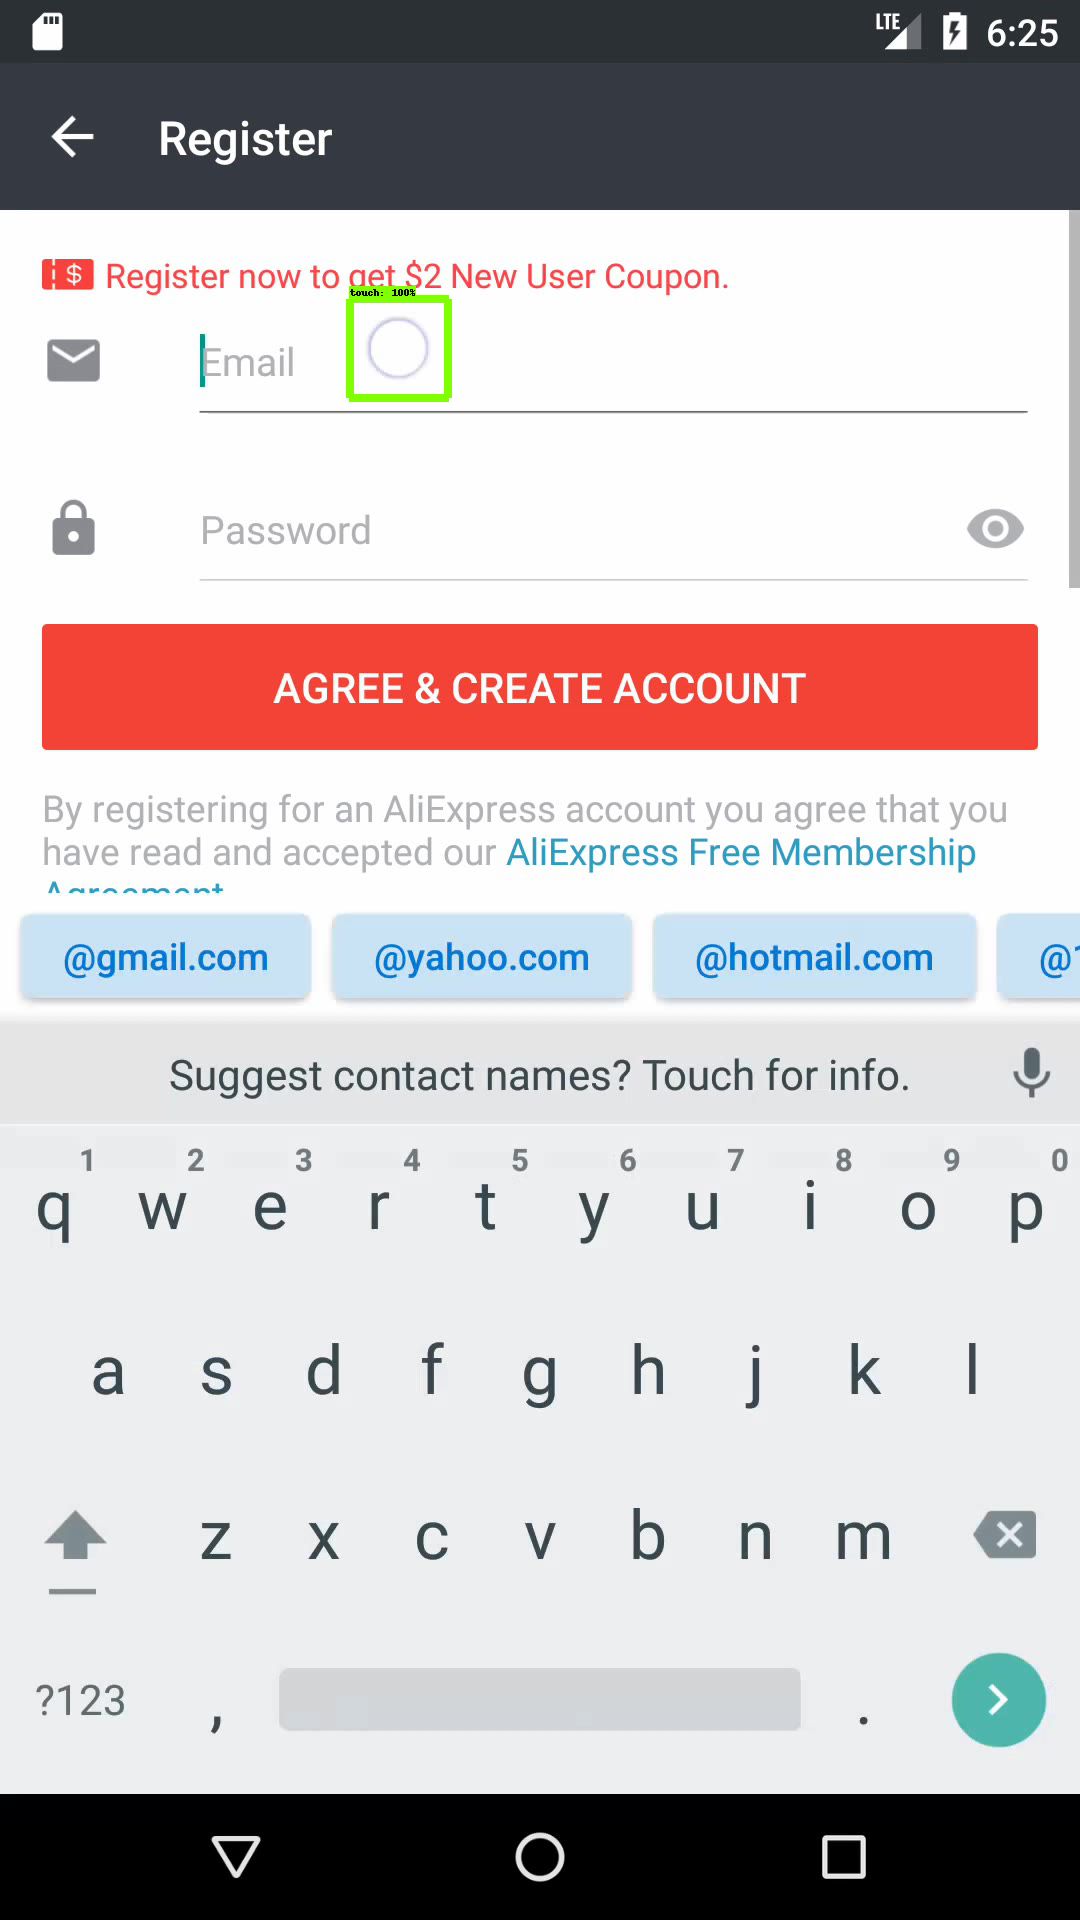 LTE 6:25
Register
$ Register now to get $2 New User Coupon.
touch: 100%
Email
Password
AGREE & CREATE ACCOUNT
By registering for an AliExpress account you agree that you
have read and accepted our AliExpress Free Membership
Agreement
@gmail.com @yahoo.com @hotmail.com @1
Suggest contact names? Touch for info.
1 2 3 4 5 6 7 8 9 0
q w e r t y u i o p
a s d f g h j k l
z x c v b n m
?123 , .